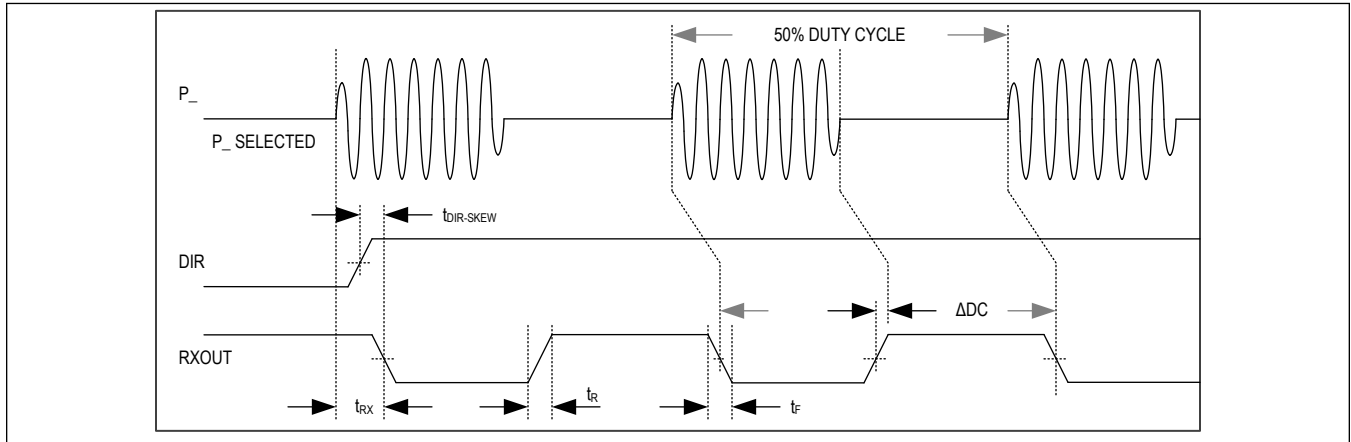 50% DUTY CYCLE
P_
P_ SELECTED
tDIR-SKEW
DIR
ΔDC
RXOUT
tRX
tR
tF